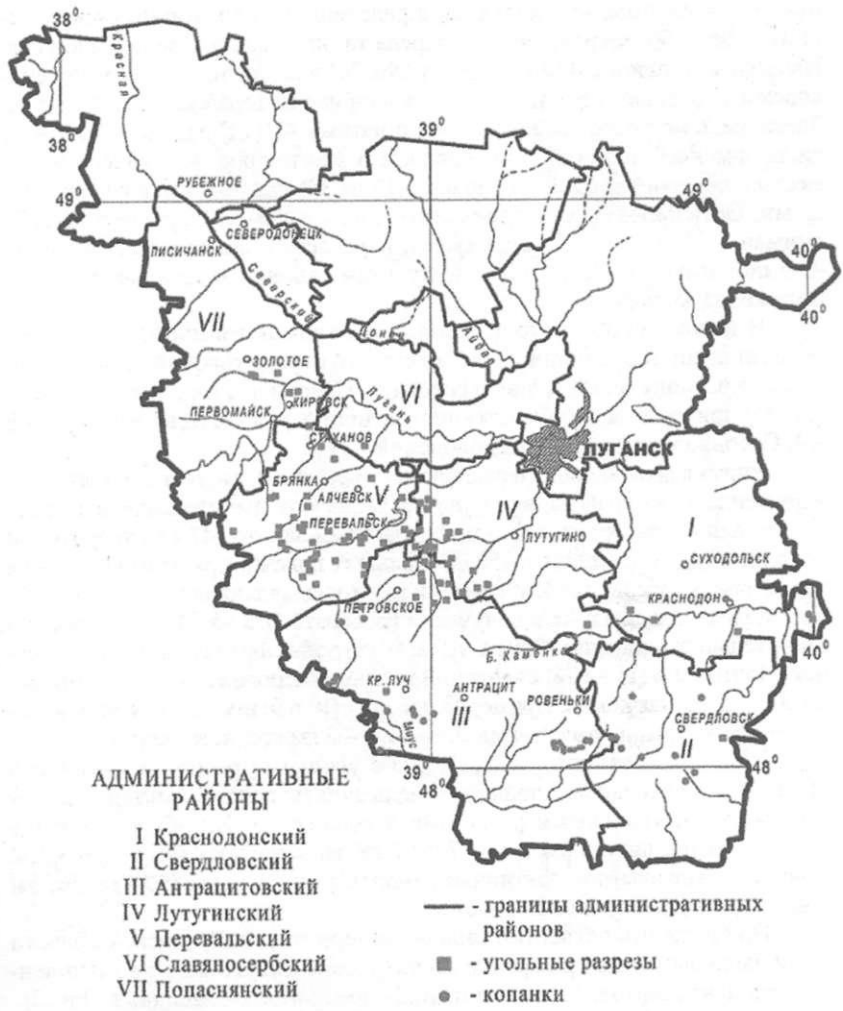 38°
Красная
38°
39
РУБЕЖНОЕ
49°
49°
СЕВЕРОДОНЕЦК
ЛИСИЧАНСК
40°
Северский
40°
VII
Донец
Айдар
ЗОЛОТОЕ
VI
Лугань
КИРОВСК
ПЕРВОМАЙСК
СТАХАНОВ
ЛУГАНСК
БРЯНКА
V
АЛЧЕВСК
IV
I
ПЕРЕВАЛЬСК
ЛУТУГИНО
СУХОДОЛЬСК
ПЕТРОВСКОЕ
КРАСНОДОН
40°
Б. Каменка
КР. ЛУЧ
АНТРАЦИТ
РОВЕНЬКИ
III
Миус
СВЕРДЛОВСК
II
39°
48°
48°
АДМИНИСТРАТИВНЫЕ
РАЙОНЫ
I Краснодонский
II Свердловский
III Антрацитовский
IV Лутугинский
V Перевальский
VI Славяносербский
VII Попаснянский
- границы административных
районов
- угольные разрезы
- копанки